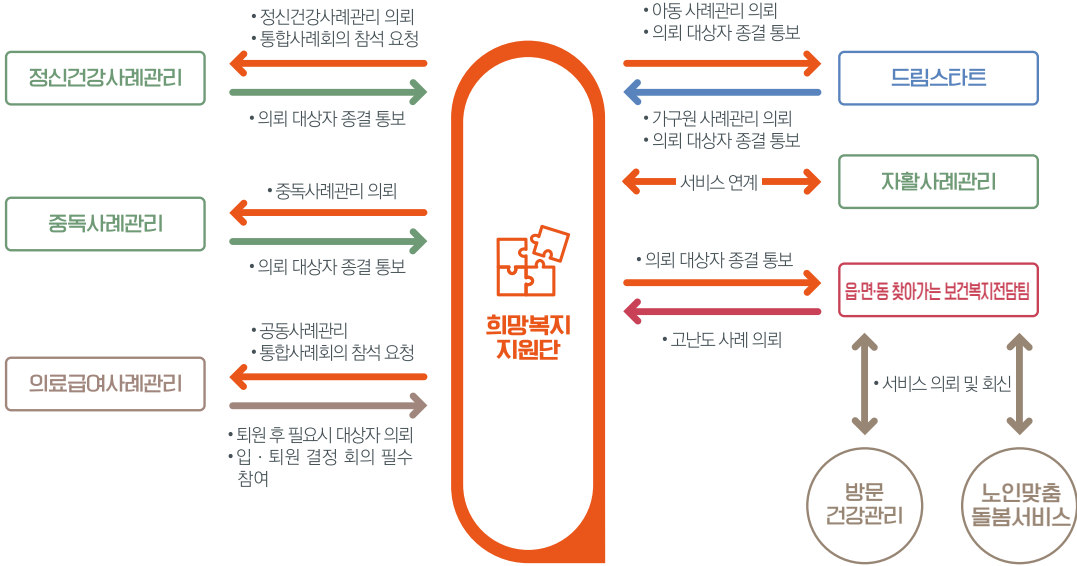 • 정신건강사례관리 의뢰
• 통합사례회의 참석 요청
정신건강사례관리
• 의뢰 대상자 종결 통보
• 중독사례관리 의뢰
중독사례관리
• 의뢰 대상자 종결 통보
• 공동사례관리
• 통합사례회의 참석 요청
의료급여사례관리
• 퇴원 후 필요시 대상자 의뢰
• 입 · 퇴원 결정 회의 필수
참여
희망복지
지원단
• 아동 사례관리 의뢰
• 의뢰 대상자 종결 통보
드림스타트
• 가구원 사례관리 의뢰
• 의뢰 대상자 종결 통보
서비스 연계
자활사례관리
• 의뢰 대상자 종결 통보
읍·면·동 찾아가는 보건복지전담팀
• 고난도 사례 의뢰
• 서비스 의뢰 및 회신
방문
건강관리
노인맞춤
돌봄서비스